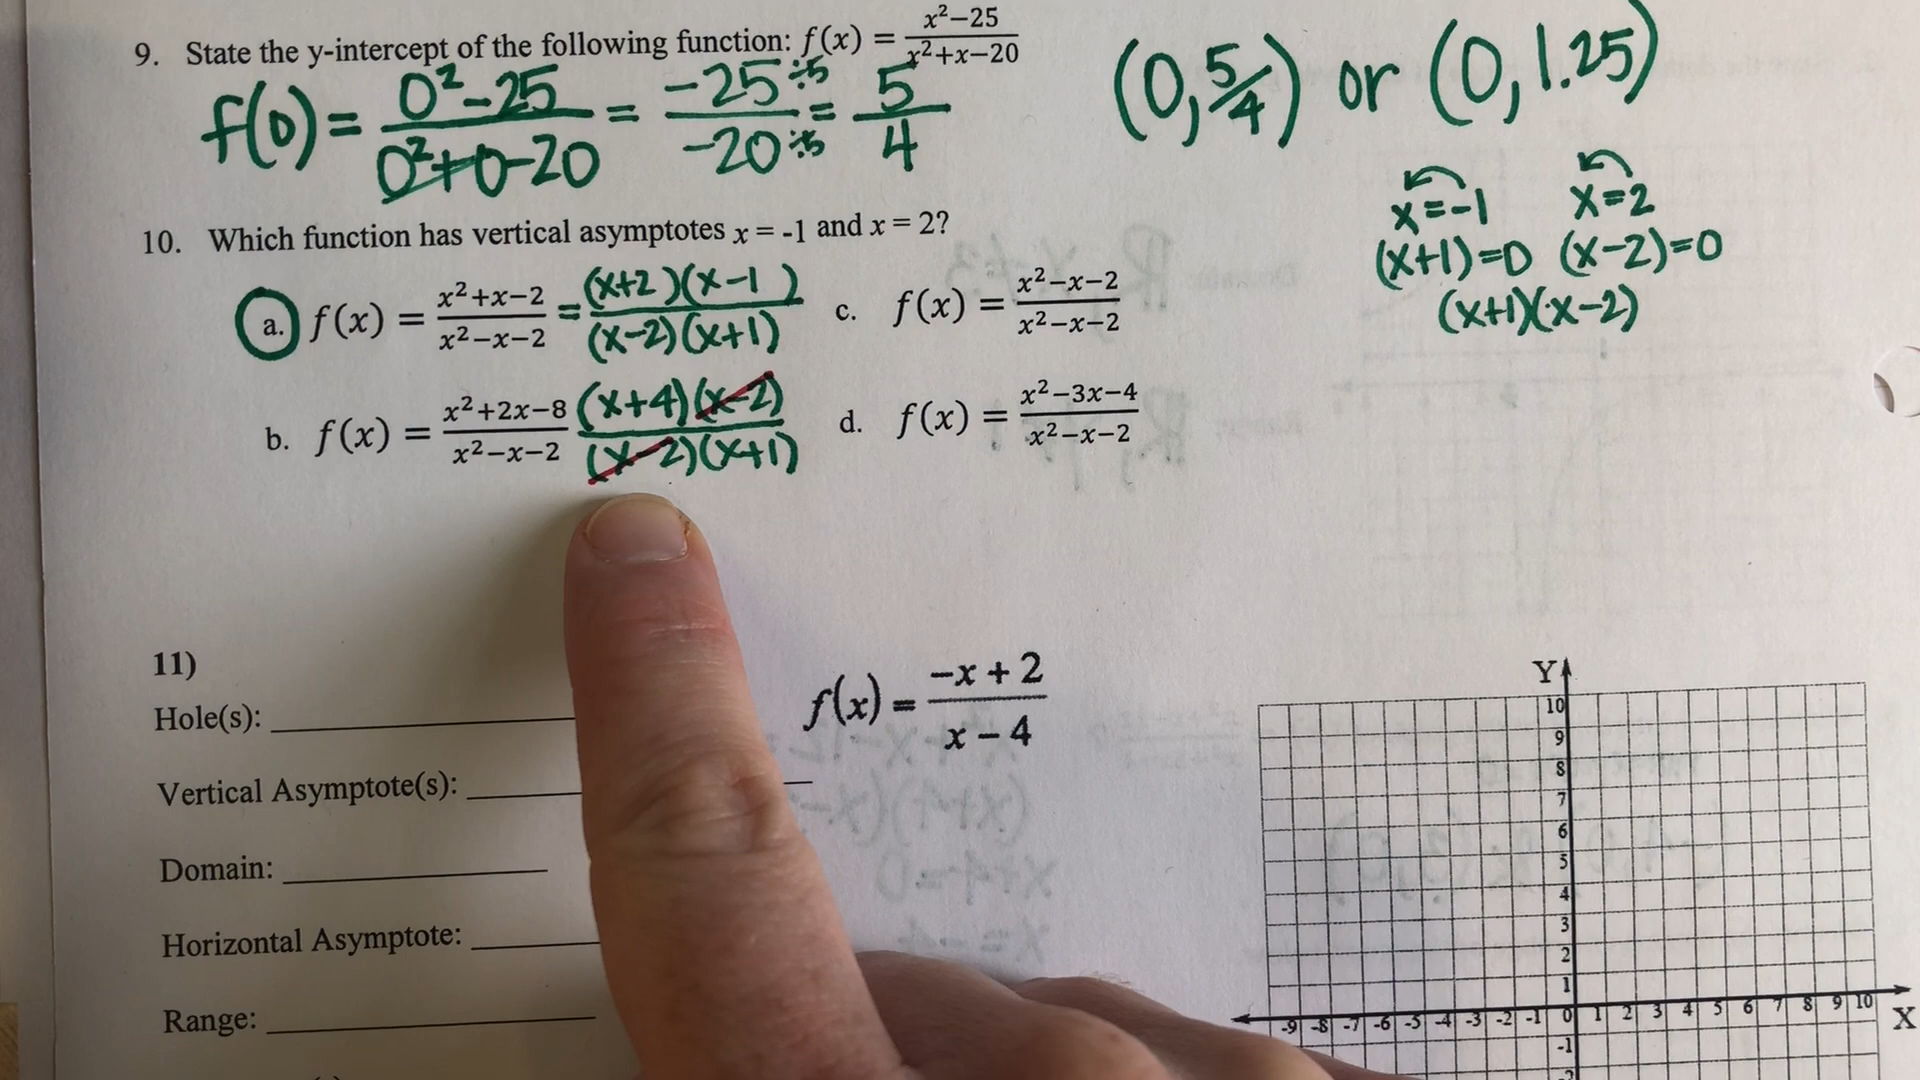 9. State the y-intercept of the following function: f(x) = x²−25 / x²+x−20
f(0) = 0²−25 / 0²+0−20 = −25÷5 / −20÷5 = 5/4
(0, 5/4) or (0, 1.25)
10. Which function has vertical asymptotes x = -1 and x = 2?
x=-1 x=2
(x+1)=0 (x-2)=0
(x+1)(x-2)
a. f(x) = x²+x−2 / x²−x−2 = (x+2)(x-1) / (x-2)(x+1)
c. f(x) = x²−x−2 / x²−x−2
b. f(x) = x²+2x−8 / x²−x−2 (x+4)(x-2) / (x-2)(x+1)
d. f(x) = x²−3x−4 / x²−x−2
11)
f(x) = −x + 2 / x − 4
Hole(s):
Vertical Asymptote(s):
Domain:
Horizontal Asymptote:
Range:
Y
10
9
8
7
6
5
4
3
2
1
-9 -8 -7 -6 -5 -4 -3 -2 -1 0 1 2 3 4 5 6 7 8 9 10 X
-1